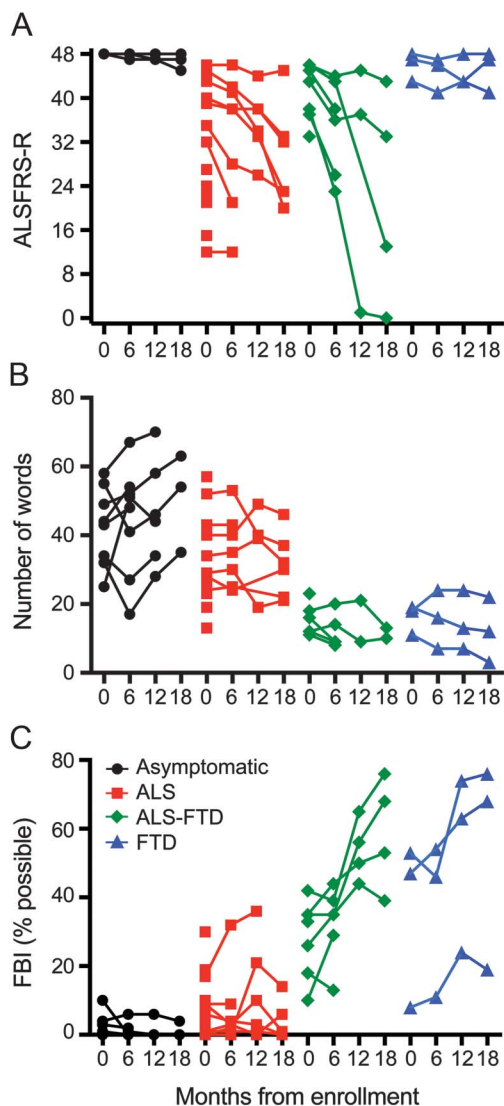 A
48
40
32
24
16
8
0
ALSFRS-R
0 6 12 18 0 6 12 18 0 6 12 18 0 6 12 18
B
80
60
40
20
0
Number of words
0 6 12 18 0 6 12 18 0 6 12 18 0 6 12 18
C
80
60
40
20
0
FBI (% possible)
Asymptomatic
ALS
ALS-FTD
FTD
0 6 12 18 0 6 12 18 0 6 12 18 0 6 12 18
Months from enrollment